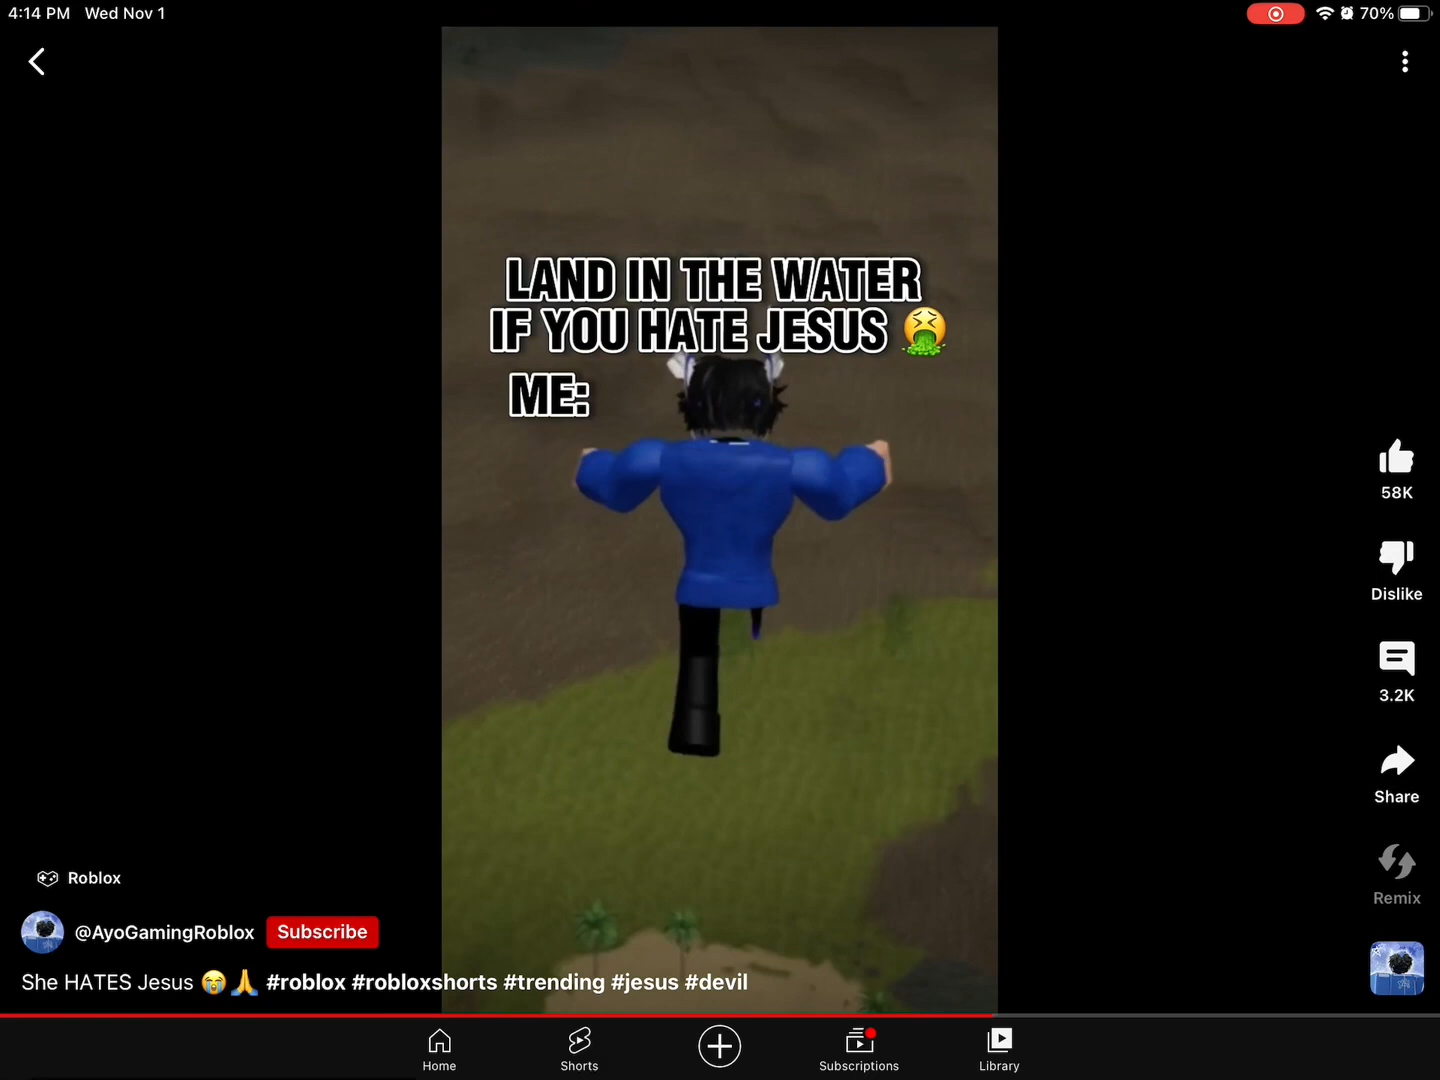 4:14 PM Wed Nov 1
70%
LAND IN THE WATER
IF YOU HATE JESUS 🤮
ME:
58K
Dislike
3.2K
Share
Remix
Roblox
@AyoGamingRoblox Subscribe
She HATES Jesus 😭🙏 #roblox #robloxshorts #trending #jesus #devil
Home Shorts Subscriptions Library